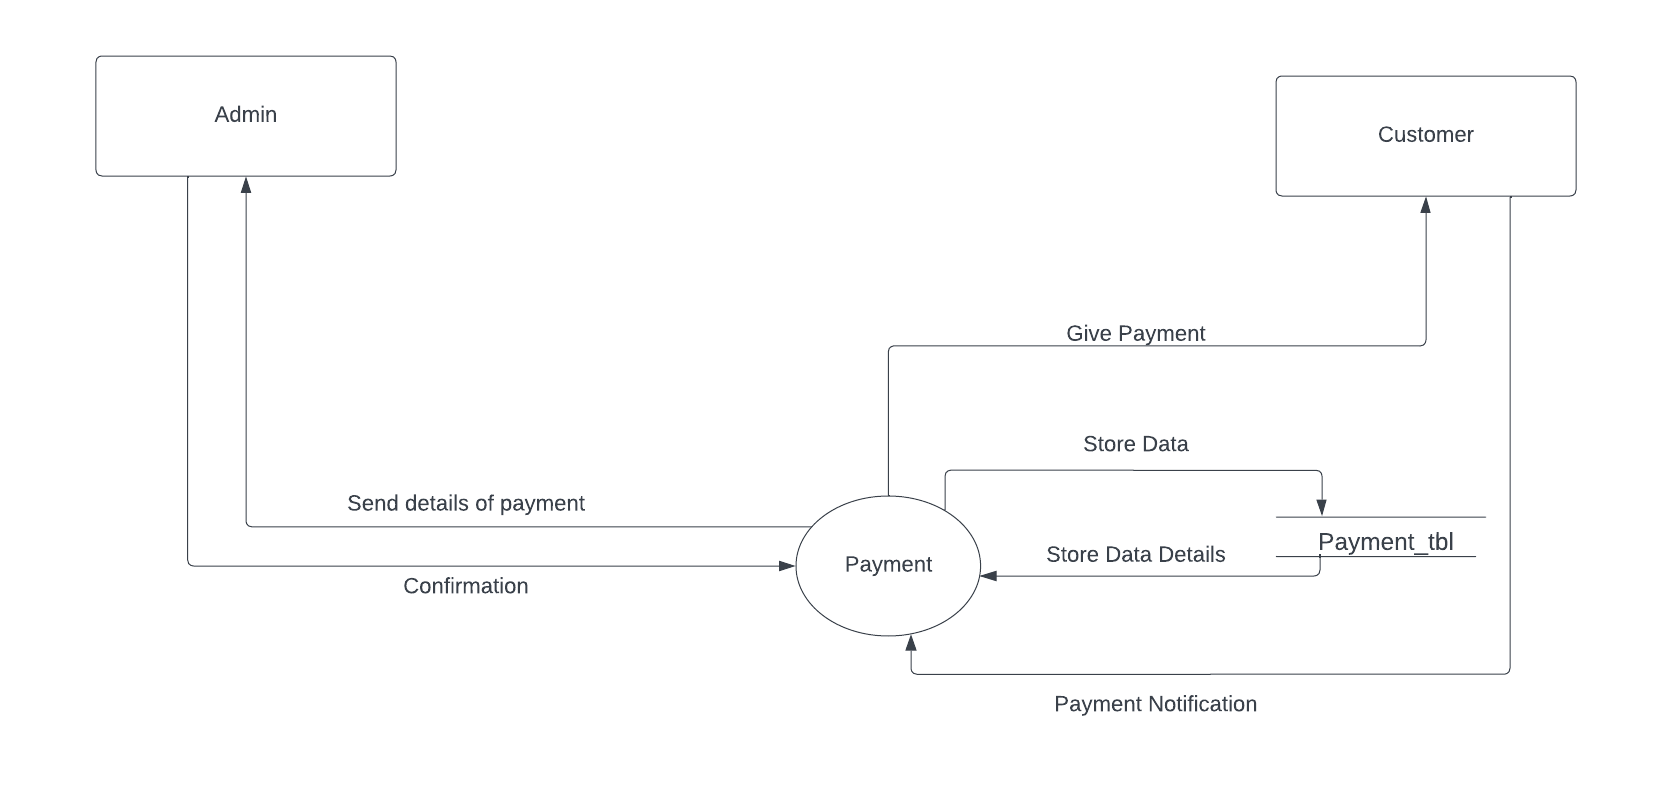 Admin
Customer
Give Payment
Store Data
Send details of payment
Payment_tbl
Store Data Details
Payment
Confirmation
Payment Notification